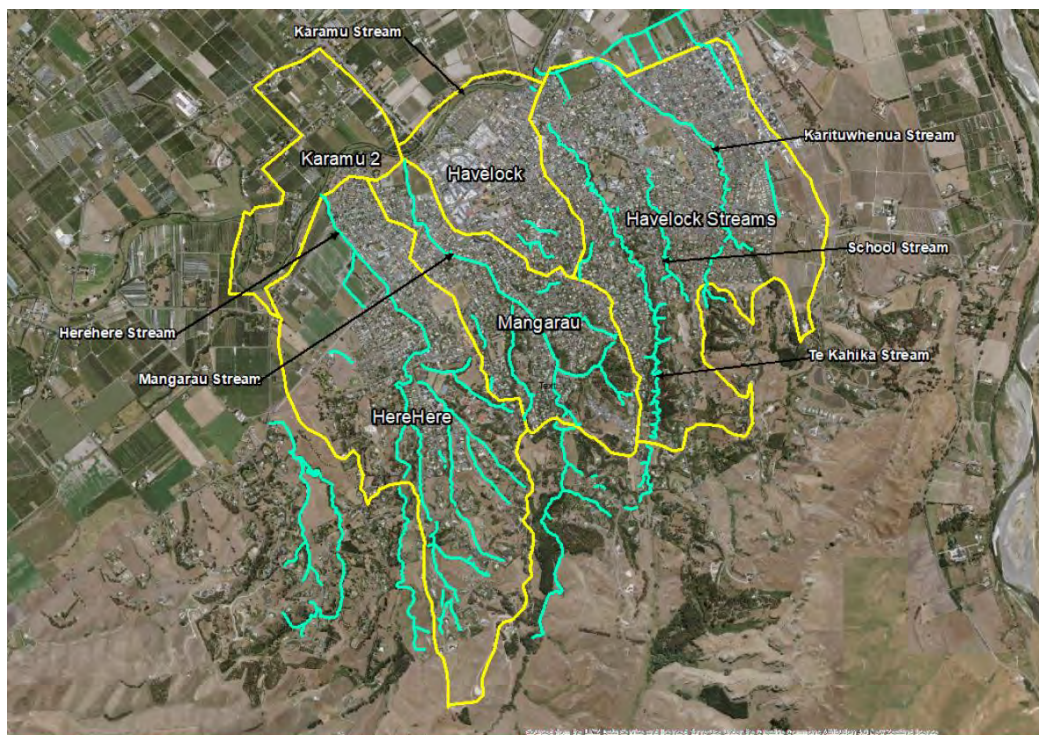 Karamu Stream
Karituwhenua Stream
Karamu 2
Havelock
Havelock Streams
School Stream
Herehere Stream
Mangarau
Te Kahika Stream
Mangarau Stream
Text
HereHere